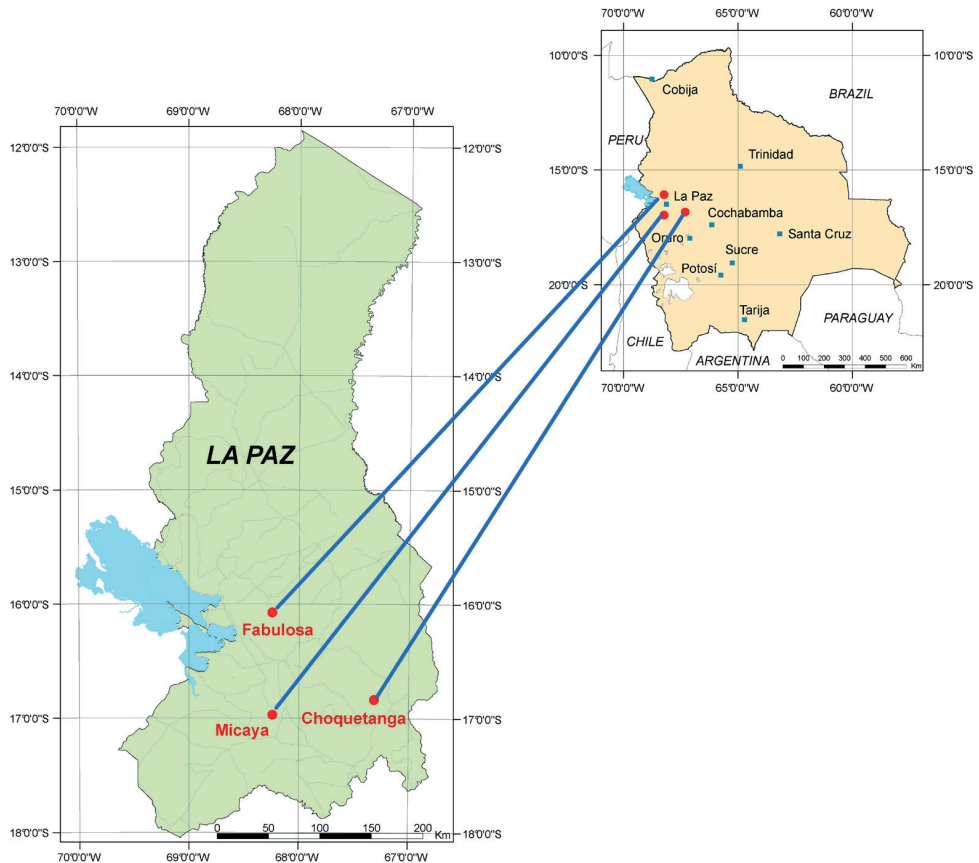 70°0'0"W 65°0'0"W 60°0'0"W
10°0'0"S 10°0'0"S
Cobija
BRAZIL
PERU
Trinidad
15°0'0"S 15°0'0"S
La Paz
Cochabamba
Oruro
Santa Cruz
Sucre
Potosí
20°0'0"S 20°0'0"S
Tarija
PARAGUAY
CHILE
ARGENTINA
0 100 200 300 400 500 600
Km
70°0'0"W 65°0'0"W 60°0'0"W
70°0'0"W 69°0'0"W 68°0'0"W 67°0'0"W
12°0'0"S 12°0'0"S
13°0'0"S 13°0'0"S
14°0'0"S 14°0'0"S
LA PAZ
15°0'0"S 15°0'0"S
16°0'0"S 16°0'0"S
Fabulosa
Choquetanga
17°0'0"S 17°0'0"S
Micaya
0 50 100 150 200
Km
18°0'0"S 18°0'0"S
70°0'0"W 69°0'0"W 68°0'0"W 67°0'0"W